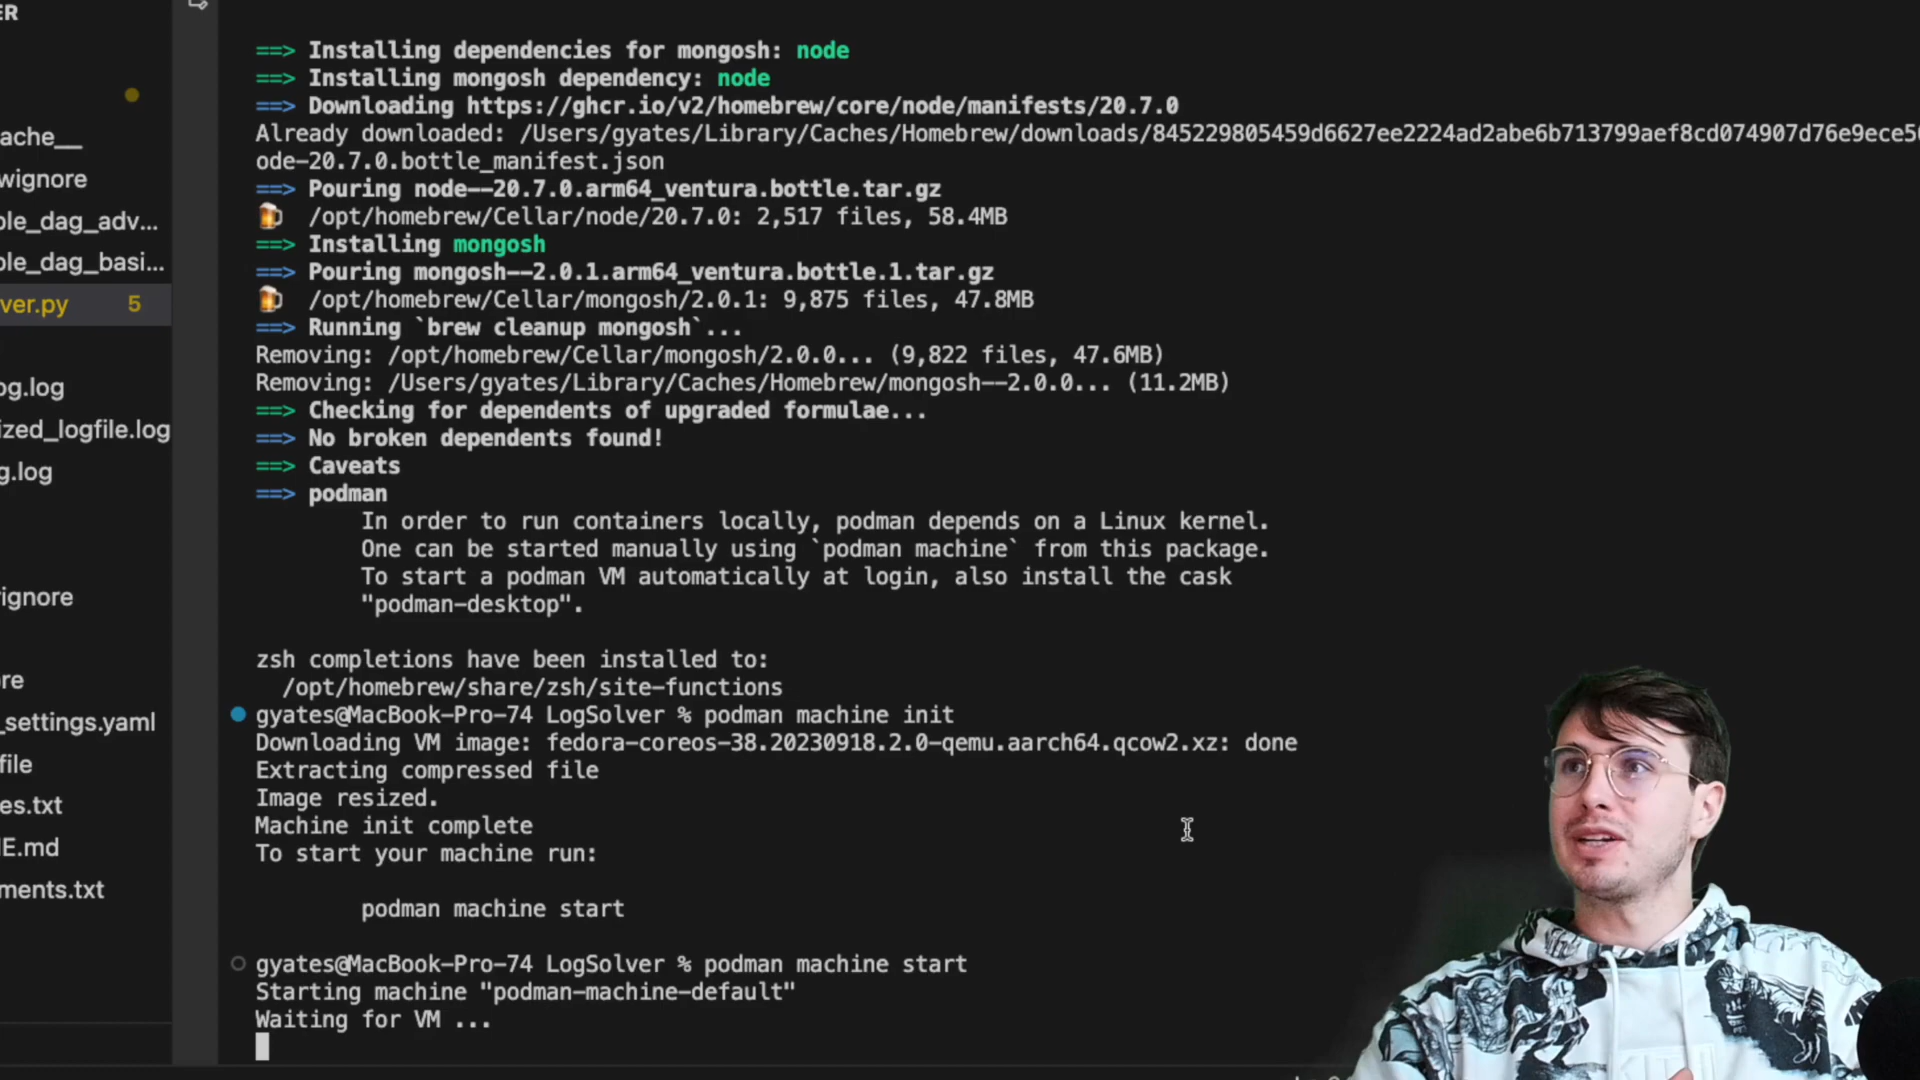 ER
ache__
wignore
ple_dag_adv...
ple_dag_basi...
ver.py 5
og.log
ized_logfile.log
g.log
ignore
re
_settings.yaml
file
es.txt
E.md
ments.txt
==> Installing dependencies for mongosh: node
==> Installing mongosh dependency: node
==> Downloading https://ghcr.io/v2/homebrew/core/node/manifests/20.7.0
Already downloaded: /Users/gyates/Library/Caches/Homebrew/downloads/845229805459d6627ee2224ad2abe6b713799aef8cd074907d76e9ece5
ode-20.7.0.bottle_manifest.json
==> Pouring node--20.7.0.arm64_ventura.bottle.tar.gz
🍺 /opt/homebrew/Cellar/node/20.7.0: 2,517 files, 58.4MB
==> Installing mongosh
==> Pouring mongosh--2.0.1.arm64_ventura.bottle.1.tar.gz
🍺 /opt/homebrew/Cellar/mongosh/2.0.1: 9,875 files, 47.8MB
==> Running `brew cleanup mongosh`...
Removing: /opt/homebrew/Cellar/mongosh/2.0.0... (9,822 files, 47.6MB)
Removing: /Users/gyates/Library/Caches/Homebrew/mongosh--2.0.0... (11.2MB)
==> Checking for dependents of upgraded formulae...
==> No broken dependents found!
==> Caveats
==> podman
In order to run containers locally, podman depends on a Linux kernel.
One can be started manually using `podman machine` from this package.
To start a podman VM automatically at login, also install the cask
"podman-desktop".
zsh completions have been installed to:
/opt/homebrew/share/zsh/site-functions
gyates@MacBook-Pro-74 LogSolver % podman machine init
Downloading VM image: fedora-coreos-38.20230918.2.0-qemu.aarch64.qcow2.xz: done
Extracting compressed file
Image resized.
Machine init complete
To start your machine run:
podman machine start
gyates@MacBook-Pro-74 LogSolver % podman machine start
Starting machine "podman-machine-default"
Waiting for VM ...